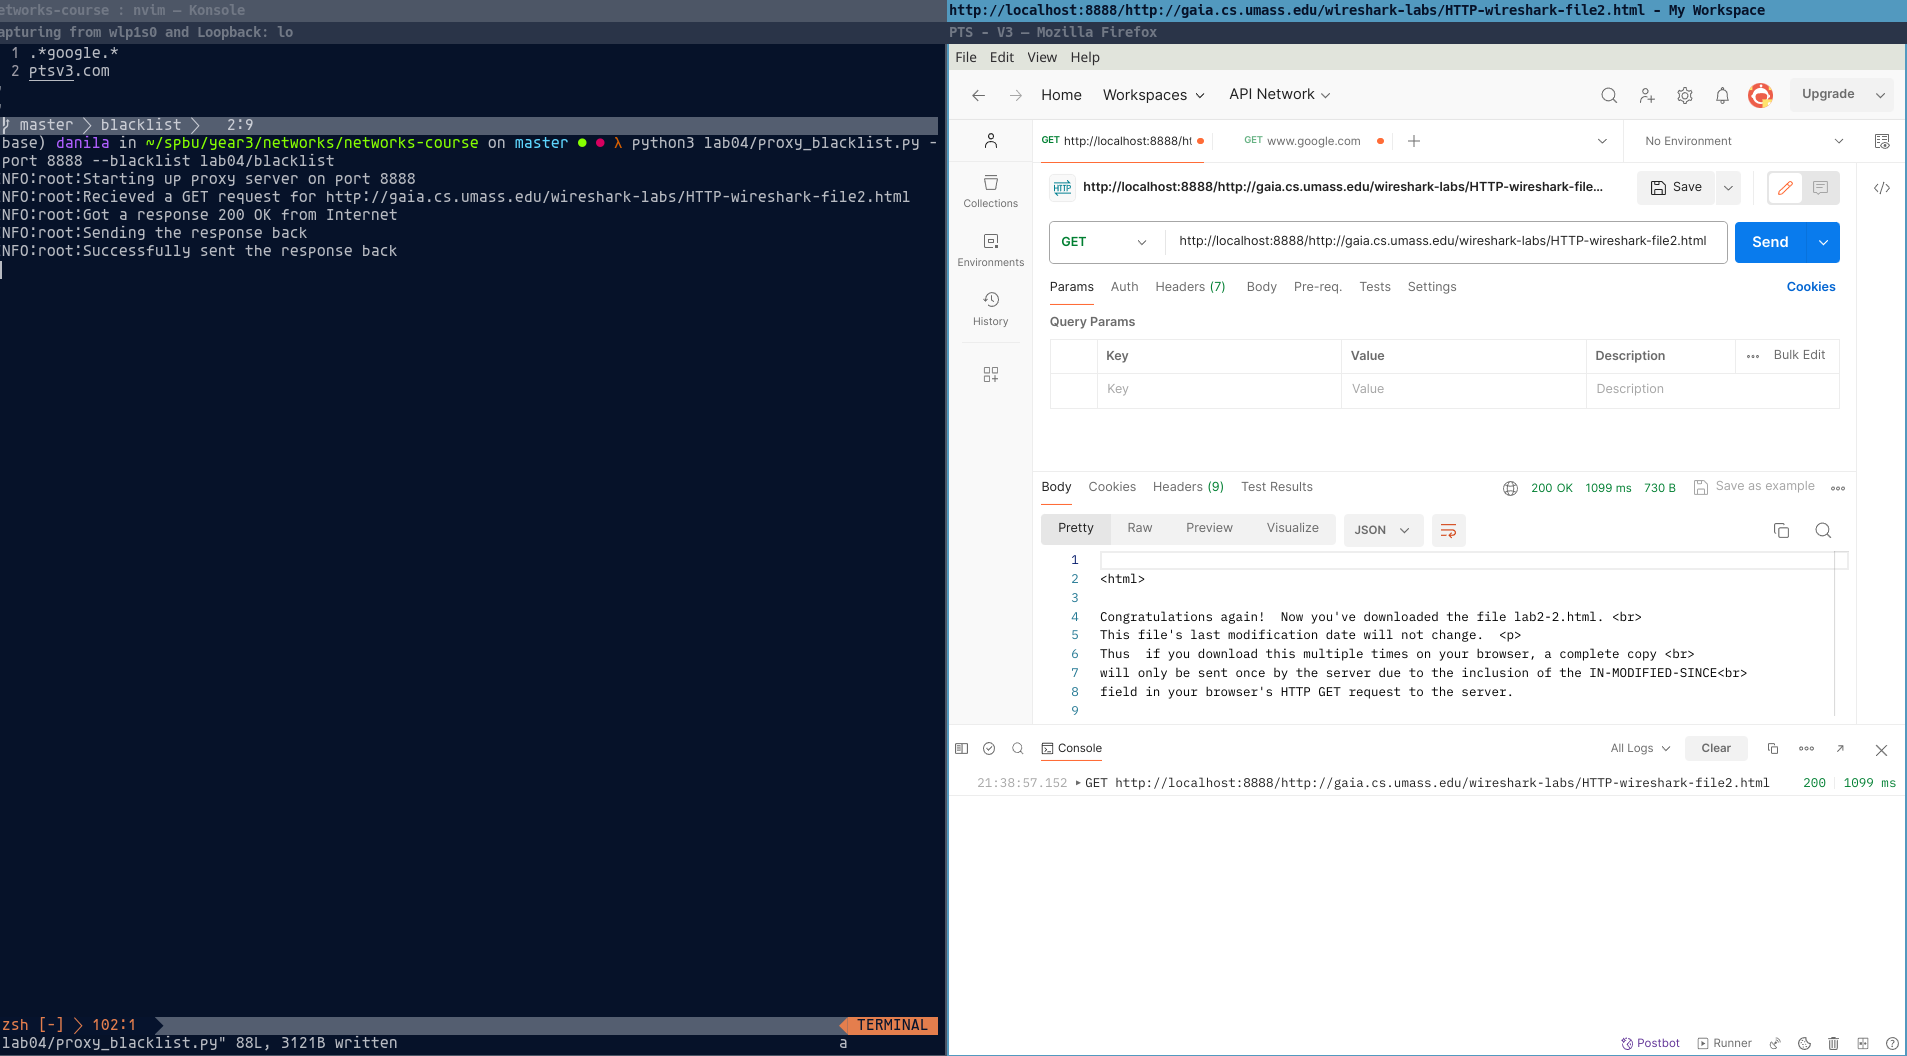 etworks-course : nvim — Konsole
apturing from wlp1s0 and Loopback: lo
1 .*google.*
2 ptsv3.com
master blacklist 2:9
base) danila in ~/spbu/year3/networks/networks-course on master ● ● λ python3 lab04/proxy_blacklist.py -
port 8888 --blacklist lab04/blacklist
NFO:root:Starting up proxy server on port 8888
NFO:root:Recieved a GET request for http://gaia.cs.umass.edu/wireshark-labs/HTTP-wireshark-file2.html
NFO:root:Got a response 200 OK from Internet
NFO:root:Sending the response back
NFO:root:Successfully sent the response back
zsh [-] 102:1 TERMINAL
lab04/proxy_blacklist.py" 88L, 3121B written a
http://localhost:8888/http://gaia.cs.umass.edu/wireshark-labs/HTTP-wireshark-file2.html - My Workspace
PTS - V3 — Mozilla Firefox
File Edit View Help
Home Workspaces API Network Upgrade
GET http://localhost:8888/ht GET www.google.com No Environment
HTTP http://localhost:8888/http://gaia.cs.umass.edu/wireshark-labs/HTTP-wireshark-file... Save
Collections
Environments
History
GET http://localhost:8888/http://gaia.cs.umass.edu/wireshark-labs/HTTP-wireshark-file2.html Send
Params Auth Headers (7) Body Pre-req. Tests Settings Cookies
Query Params
Key Value Description Bulk Edit
Key Value Description
Body Cookies Headers (9) Test Results 200 OK 1099 ms 730 B Save as example
Pretty Raw Preview Visualize JSON
1
2 <html>
3
4 Congratulations again!  Now you've downloaded the file lab2-2.html. <br>
5 This file's last modification date will not change.  <p>
6 Thus  if you download this multiple times on your browser, a complete copy <br>
7 will only be sent once by the server due to the inclusion of the IN-MODIFIED-SINCE<br>
8 field in your browser's HTTP GET request to the server.
9
Console All Logs Clear
21:38:57.152 GET http://localhost:8888/http://gaia.cs.umass.edu/wireshark-labs/HTTP-wireshark-file2.html 200 1099 ms
Postbot Runner